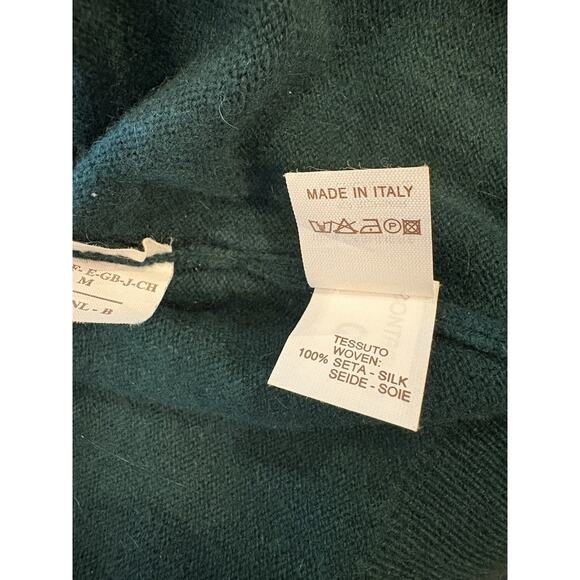 MADE IN ITALY
P
E-GB-J-CH
M
NL - B
TESSUTO
WOVEN:
100% SETA - SILK
SEIDE - SOIE